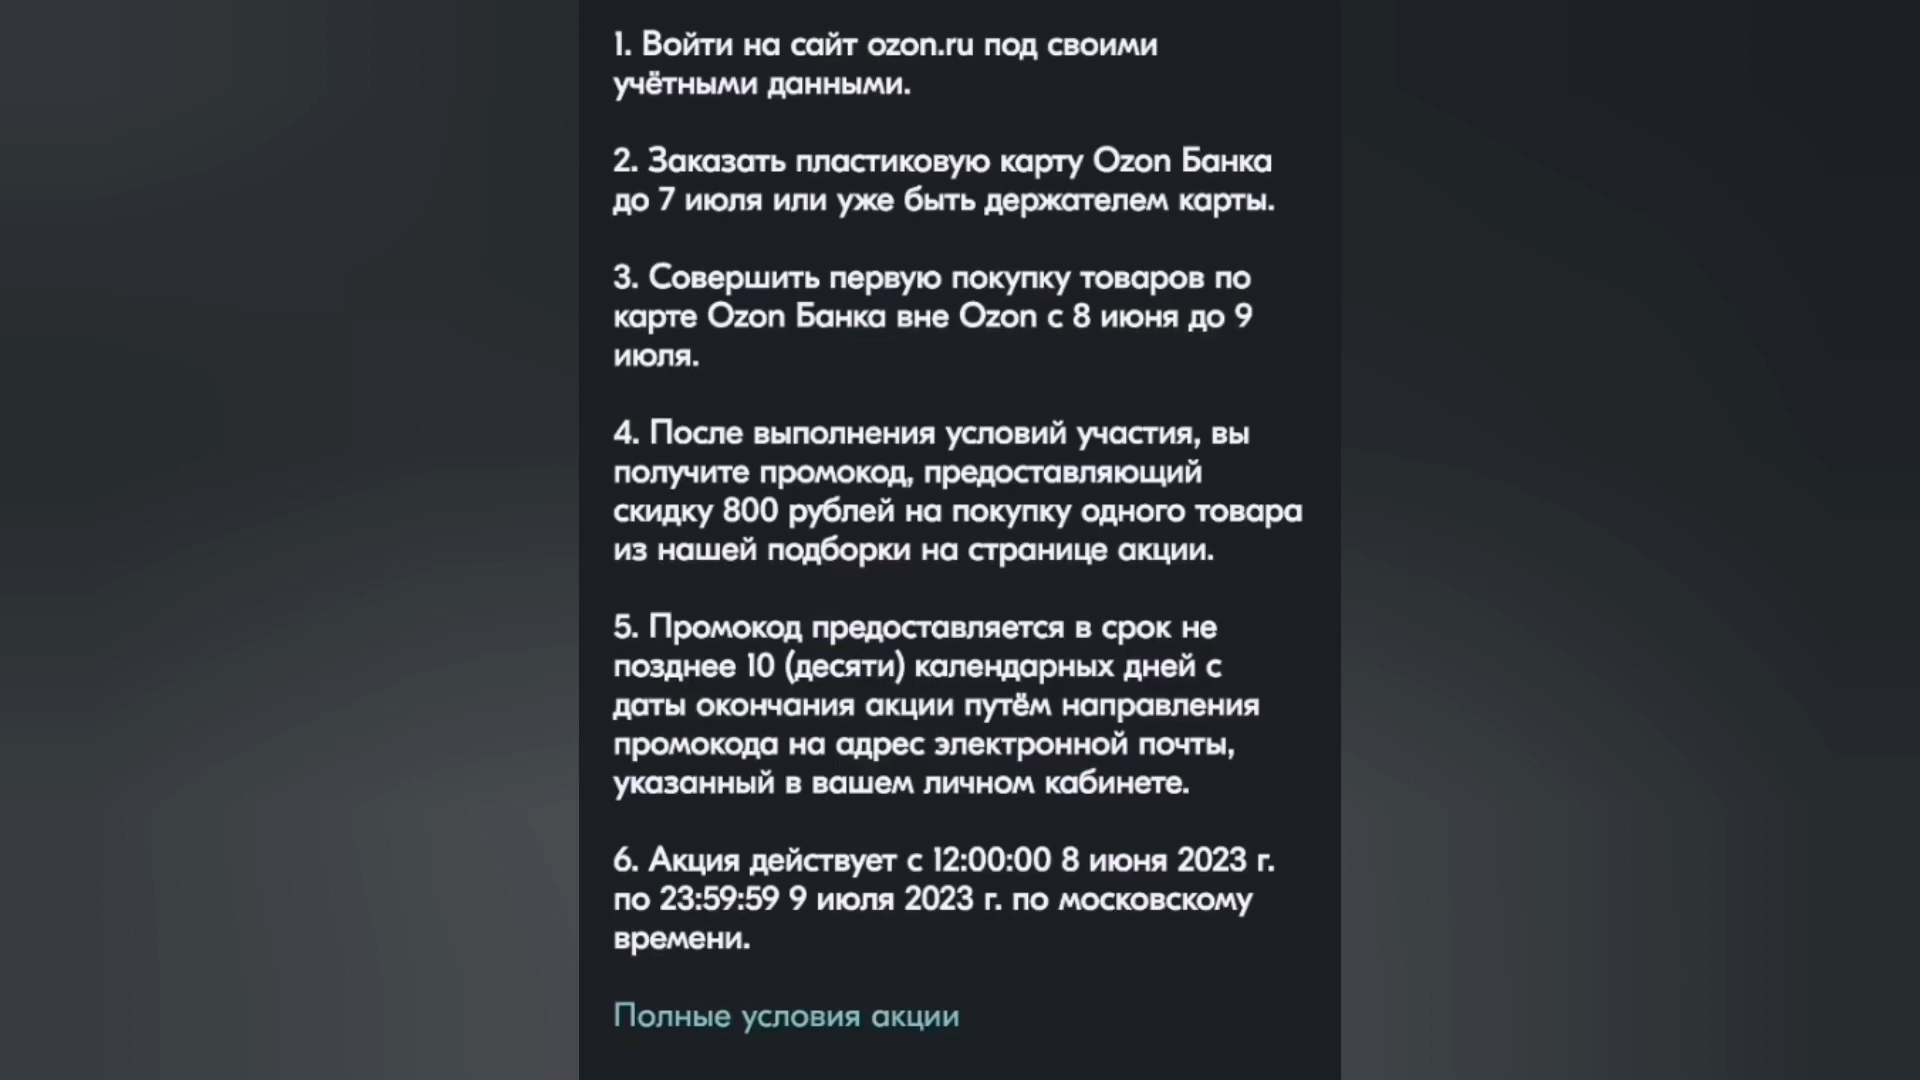 1. Войти на сайт ozon.ru под своими
учётными данными.
2. Заказать пластиковую карту Ozon Банка
до 7 июля или уже быть держателем карты.
3. Совершить первую покупку товаров по
карте Ozon Банка вне Ozon с 8 июня до 9
июля.
4. После выполнения условий участия, вы
получите промокод, предоставляющий
скидку 800 рублей на покупку одного товара
из нашей подборки на странице акции.
5. Промокод предоставляется в срок не
позднее 10 (десяти) календарных дней с
даты окончания акции путём направления
промокода на адрес электронной почты,
указанный в вашем личном кабинете.
6. Акция действует с 12:00:00 8 июня 2023 г.
по 23:59:59 9 июля 2023 г. по московскому
времени.
Полные условия акции